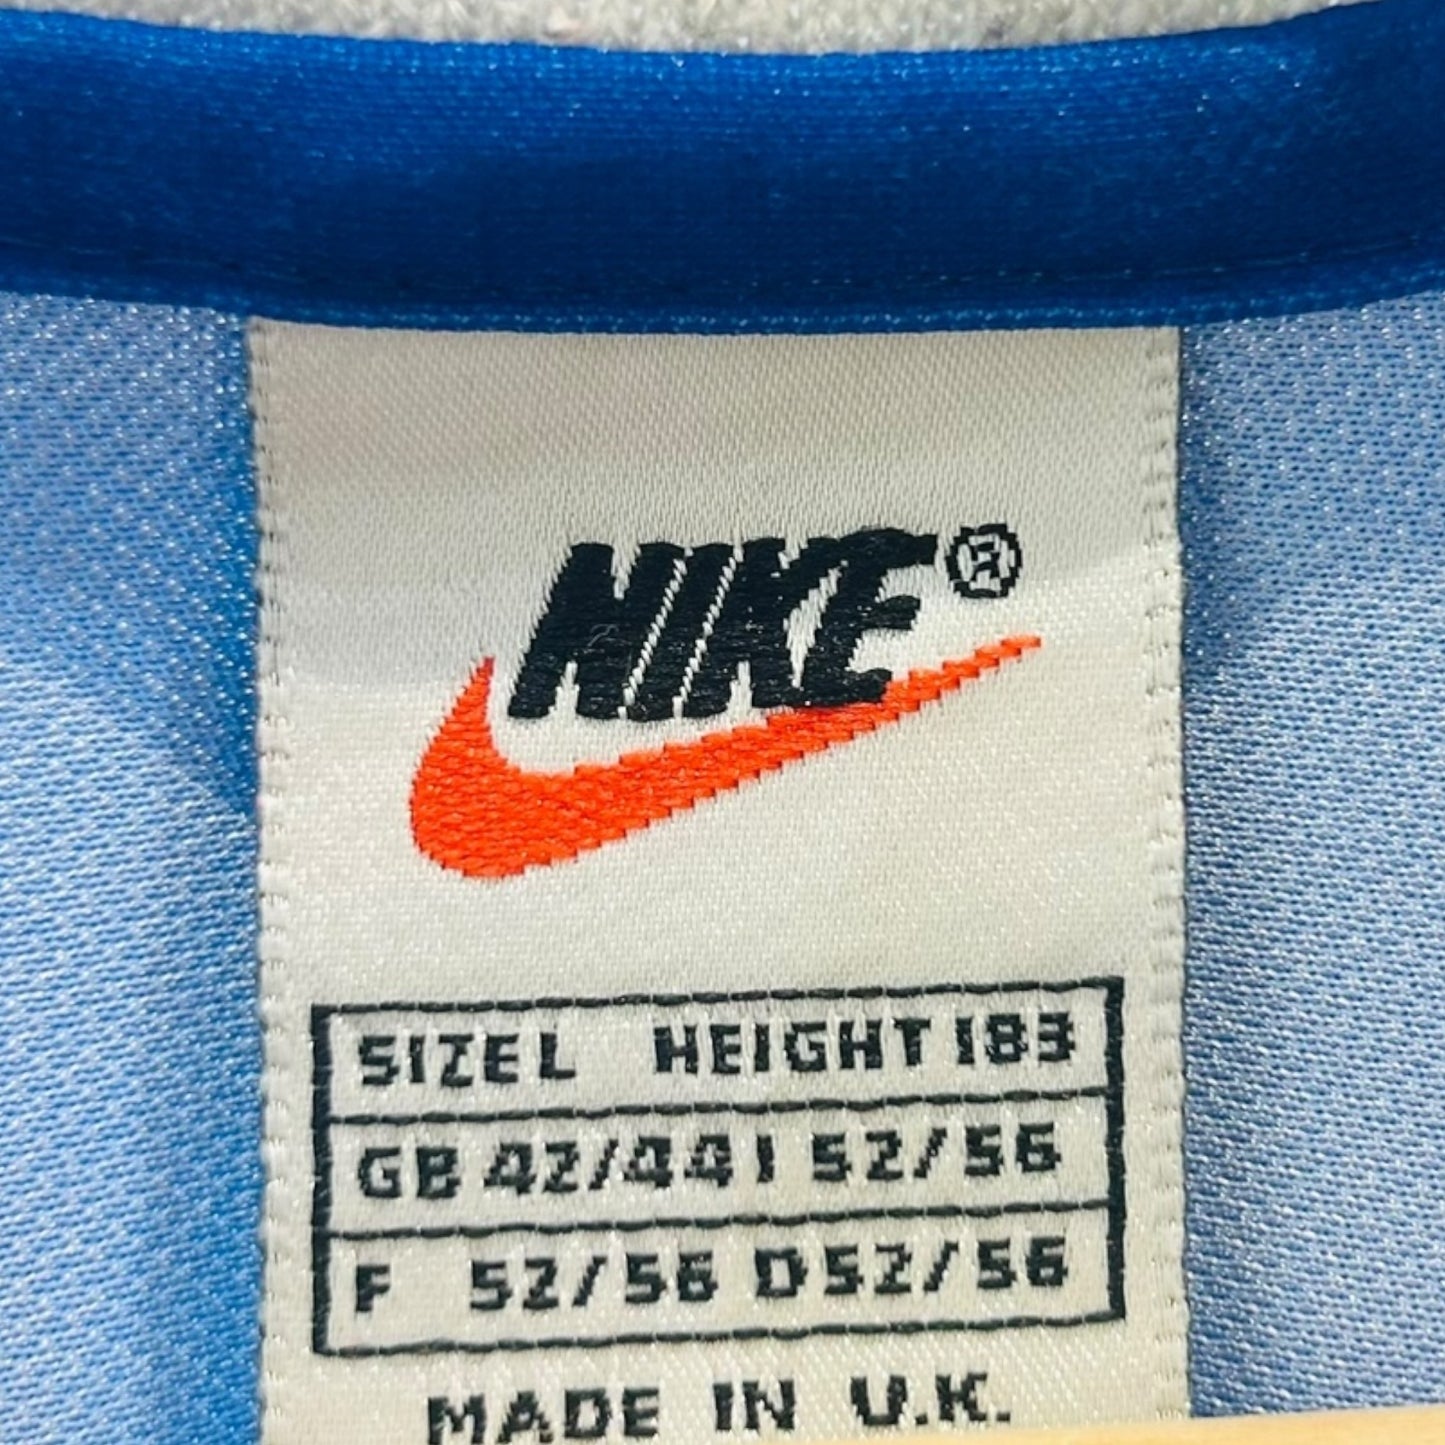 NIKE®
SIZE L HEIGHT 183
GB 42/44 I 52/56
F 52/56 D 52/56
MADE IN U.K.